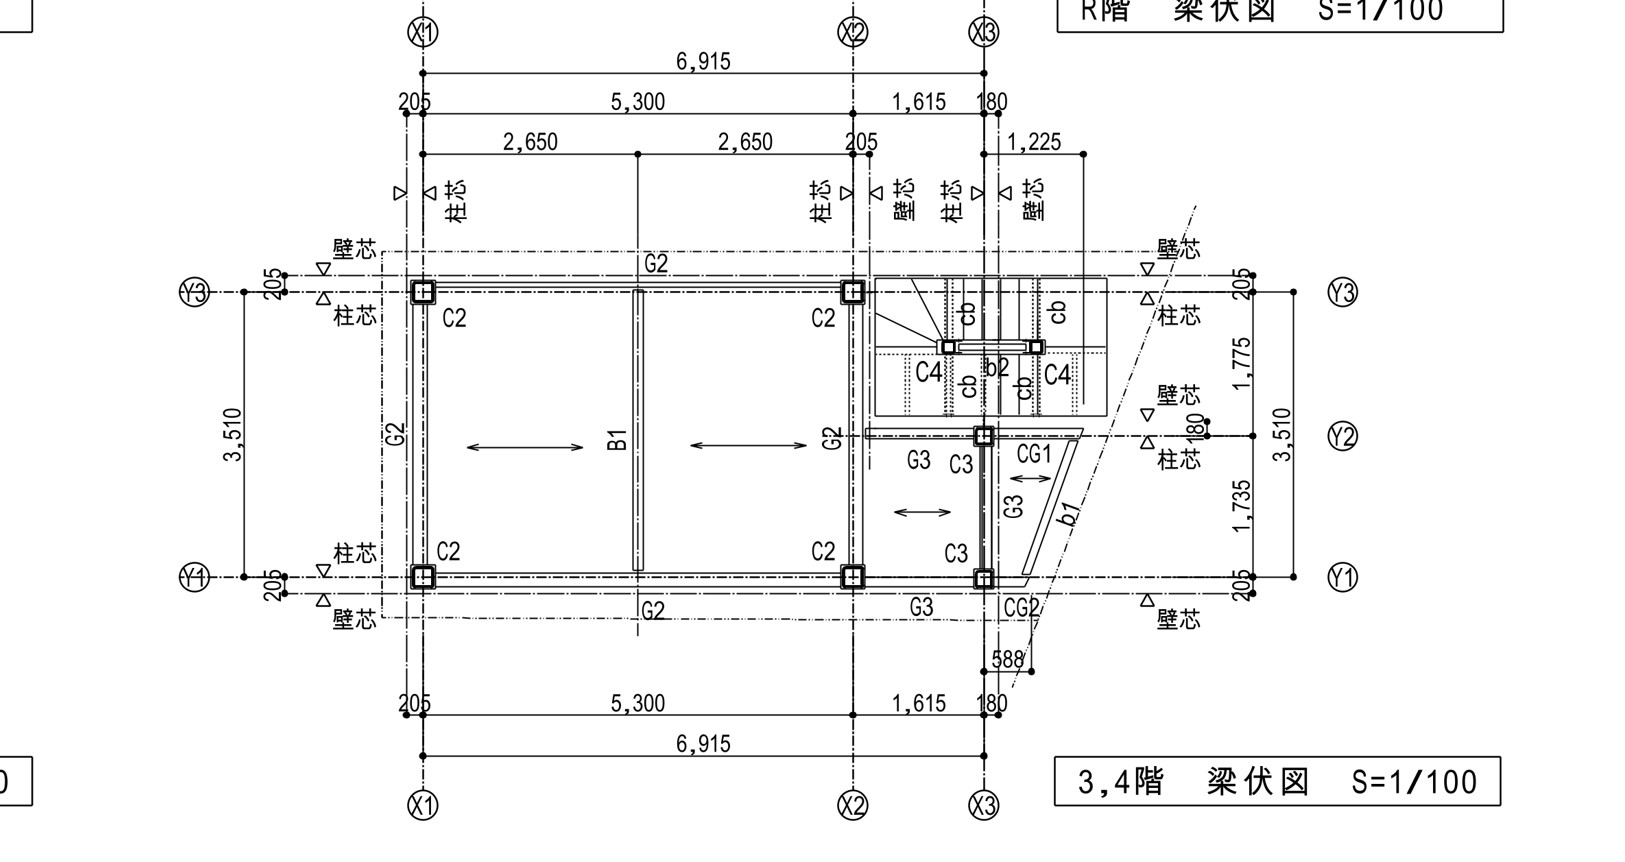 R階 梁伏図 S=1/100
X1 X2 X3
6,915
205 5,300 1,615 180
2,650 2,650 205 1,225
柱芯 柱芯 壁芯 柱芯 壁芯
壁芯 G2 壁芯
Y3 205 205 Y3
柱芯 C2 C2 cb cb 柱芯
C4 b2 C4 1,775
cb cb
壁芯
3,510 G2 B1 G2 180 3,510 Y2
G3 C3 CG1 柱芯
G3 b1 1,735
柱芯 C2 C2 C3
Y1 205 205 Y1
壁芯 G2 G3 CG2 壁芯
588
205 5,300 1,615 180
6,915
0 3,4階 梁伏図 S=1/100
X1 X2 X3